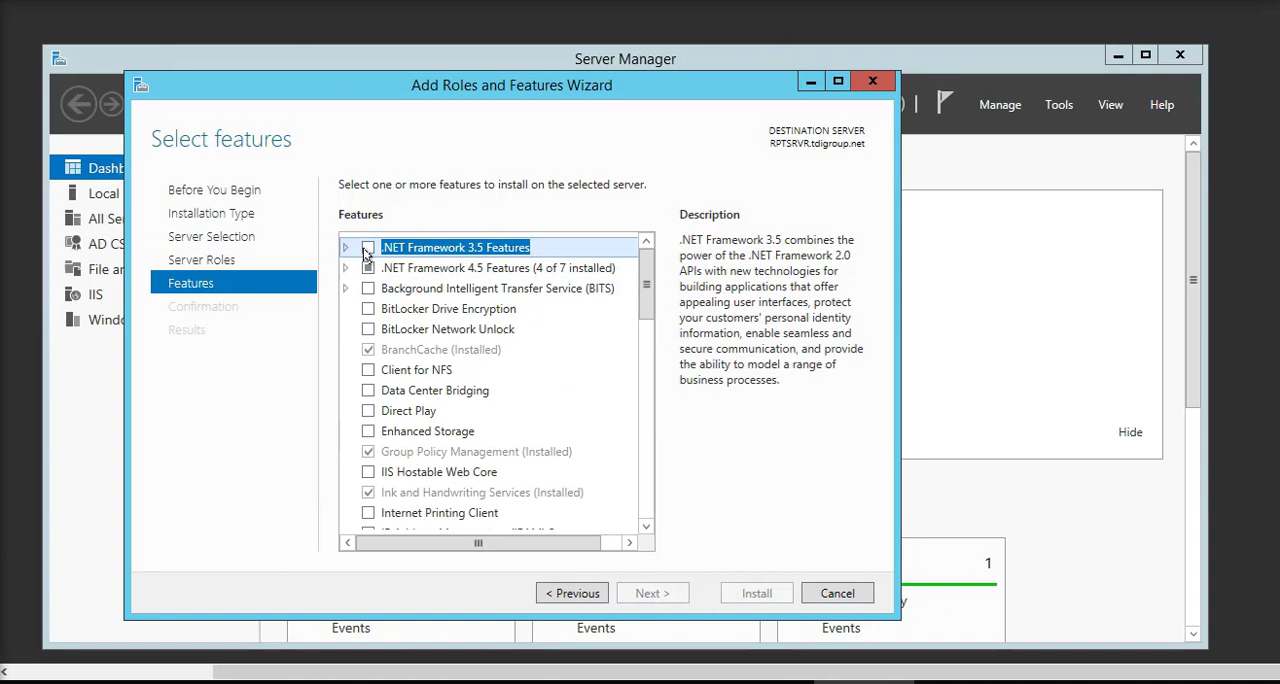 Server Manager
Add Roles and Features Wizard
Manage
Tools
View
Help
Select features
DESTINATION SERVER
RPTSRVR.tdigroup.net
Dashb
Local
All Se
AD CS
File an
IIS
Windo
Before You Begin
Installation Type
Server Selection
Server Roles
Features
Confirmation
Results
Select one or more features to install on the selected server.
Features
.NET Framework 3.5 Features
.NET Framework 4.5 Features (4 of 7 installed)
Background Intelligent Transfer Service (BITS)
BitLocker Drive Encryption
BitLocker Network Unlock
BranchCache (Installed)
Client for NFS
Data Center Bridging
Direct Play
Enhanced Storage
Group Policy Management (Installed)
IIS Hostable Web Core
Ink and Handwriting Services (Installed)
Internet Printing Client
Description
.NET Framework 3.5 combines the
power of the .NET Framework 2.0
APIs with new technologies for
building applications that offer
appealing user interfaces, protect
your customers' personal identity
information, enable seamless and
secure communication, and provide
the ability to model a range of
business processes.
Hide
1
y
< Previous
Next >
Install
Cancel
Events
Events
Events